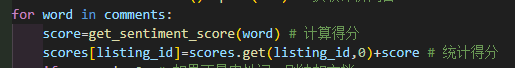 for word in comments:
score=get_sentiment_score(word) # 计算得分
scores[listing_id]=scores.get(listing_id,0)+score # 统计得分